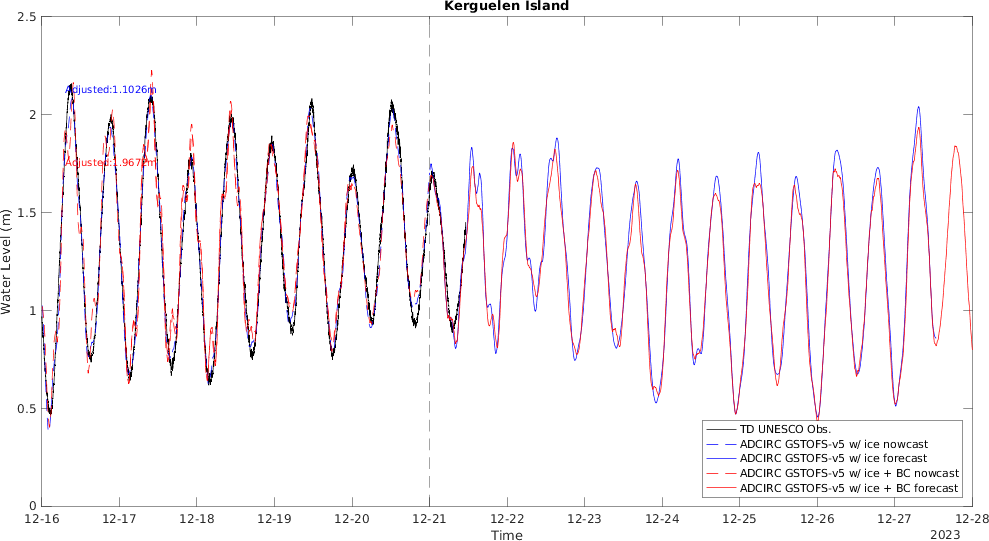 Kerguelen Island
2.5
2
1.5
1
0.5
0
Water Level (m)
Adjusted:1.1026m
12-16
12-17
12-18
12-19
12-20
12-21
12-22
12-23
12-24
12-25
12-26
12-27
12-28
2023
Time
TD UNESCO Obs.
ADCIRC GSTOFS-v5 w/ ice nowcast
ADCIRC GSTOFS-v5 w/ ice forecast
ADCIRC GSTOFS-v5 w/ ice + BC nowcast
ADCIRC GSTOFS-v5 w/ ice + BC forecast